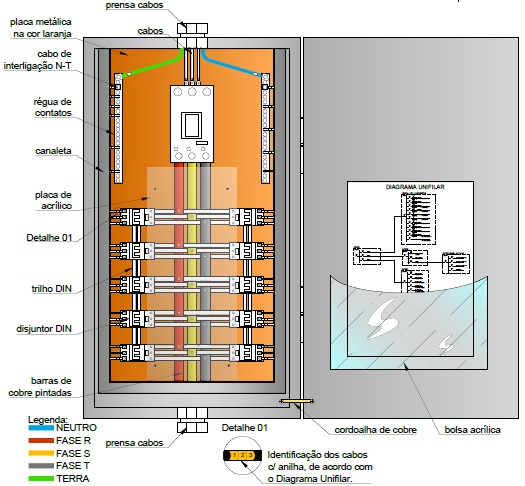 prensa cabos
cabos
placa metálica
na cor laranja
cabo de
interligação N-T
régua de
contatos
canaleta
placa de
acrílico
Detalhe 01
trilho DIN
disjuntor DIN
barras de
cobre pintadas
DIAGRAMA UNIFILAR
Legenda:
NEUTRO
FASE R
FASE S
FASE T
TERRA
prensa cabos
Detalhe 01
1 2 3
Identificação dos cabos
c/ anilha, de acordo com
o Diagrama Unifilar.
cordoalha de cobre
bolsa acrílica